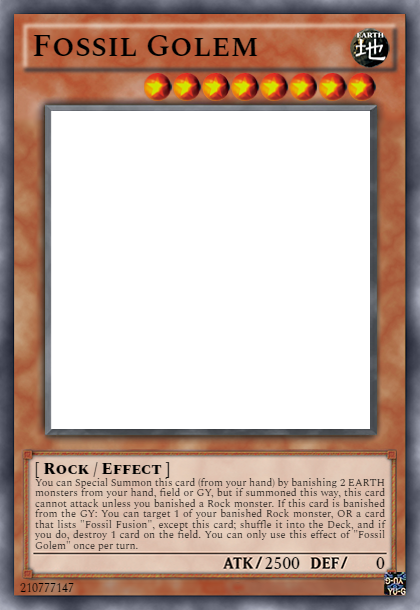 Fossil Golem
EARTH
地
[ Rock / Effect ]
You can Special Summon this card (from your hand) by banishing 2 EARTH
monsters from your hand, field or GY, but if summoned this way, this card
cannot attack unless you banished a Rock monster. If this card is banished
from the GY: You can target 1 of your banished Rock monster, OR a card
that lists "Fossil Fusion", except this card; shuffle it into the Deck, and if
you do, destroy 1 card on the field. You can only use this effect of "Fossil
Golem" once per turn.
ATK/ 2500 DEF/ 0
210777147